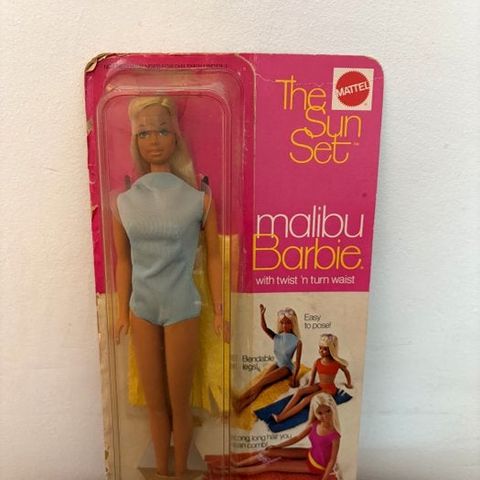 MATTEL
The
Sun
Set™
malibu
Barbie®
with twist 'n turn waist
Easy
to pose!
Bendable
legs!
Long, long hair you
can comb!